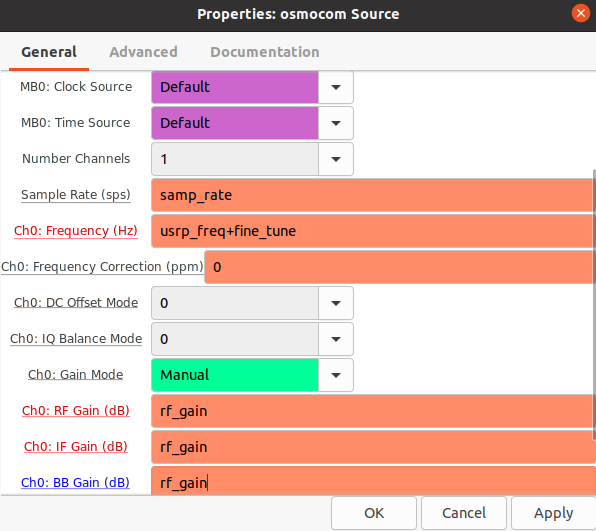 Properties: osmocom Source
General Advanced Documentation
MB0: Clock Source Default
MB0: Time Source Default
Number Channels 1
Sample Rate (sps) samp_rate
Ch0: Frequency (Hz) usrp_freq+fine_tune
Ch0: Frequency Correction (ppm) 0
Ch0: DC Offset Mode 0
Ch0: IQ Balance Mode 0
Ch0: Gain Mode Manual
Ch0: RF Gain (dB) rf_gain
Ch0: IF Gain (dB) rf_gain
Ch0: BB Gain (dB) rf_gain
OK Cancel Apply